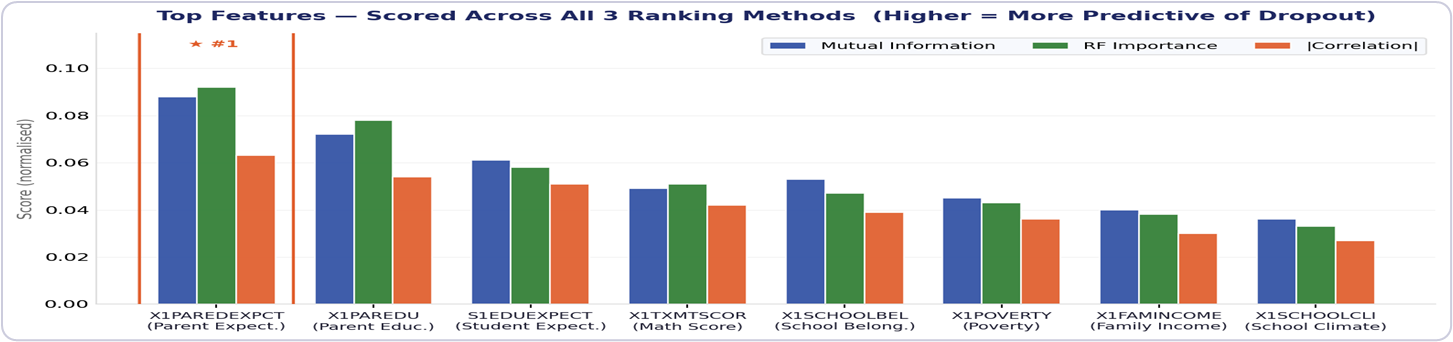 Top Features — Scored Across All 3 Ranking Methods (Higher = More Predictive of Dropout)
★ #1
Mutual Information
RF Importance
|Correlation|
Score (normalised)
0.10
0.08
0.06
0.04
0.02
0.00
X1PAREDEXPCT
(Parent Expect.)
X1PAREDU
(Parent Educ.)
S1EDUEXPECT
(Student Expect.)
X1TXMTSCOR
(Math Score)
X1SCHOOLBEL
(School Belong.)
X1POVERTY
(Poverty)
X1FAMINCOME
(Family Income)
X1SCHOOLCLI
(School Climate)